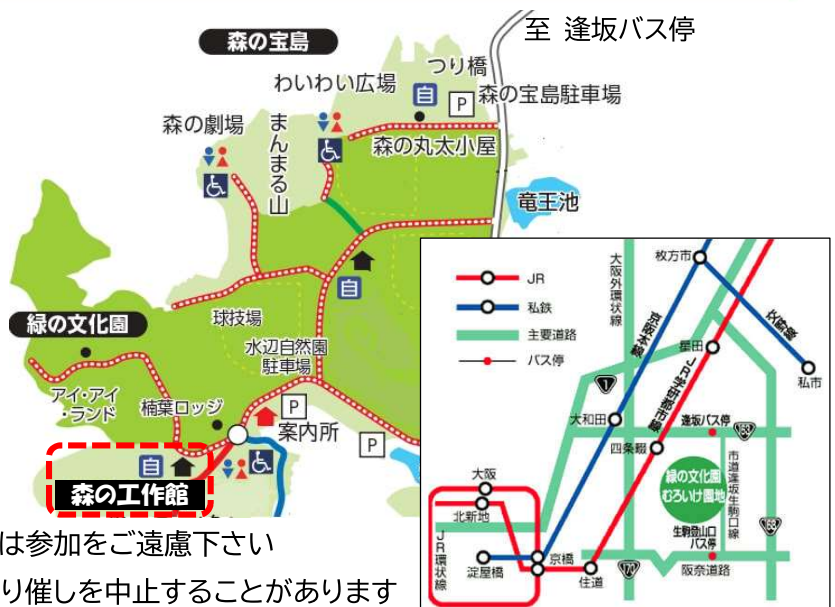 至 逢坂バス停
森の宝島
つり橋
わいわい広場
自
P
森の宝島駐車場
森の劇場
まんまる山
森の丸太小屋
竜王池
自
緑の文化園
球技場
水辺自然園
駐車場
アイ・アイ
・ランド
楠葉ロッジ
P
案内所
P
自
森の工作館
は参加をご遠慮下さい
り催しを中止することがあります
JR
私鉄
主要道路
バス停
大阪外環状線
枚方市
京阪本線
交野線
星田
私市
JR学研都市線
1
大和田
逢坂バス停
163
四条畷
大阪
北新地
緑の文化園
むろいけ園地
市道逢坂生駒口線
168
生駒登山口
バス停
JR環状線
淀屋橋
京橋
住道
170
阪奈道路